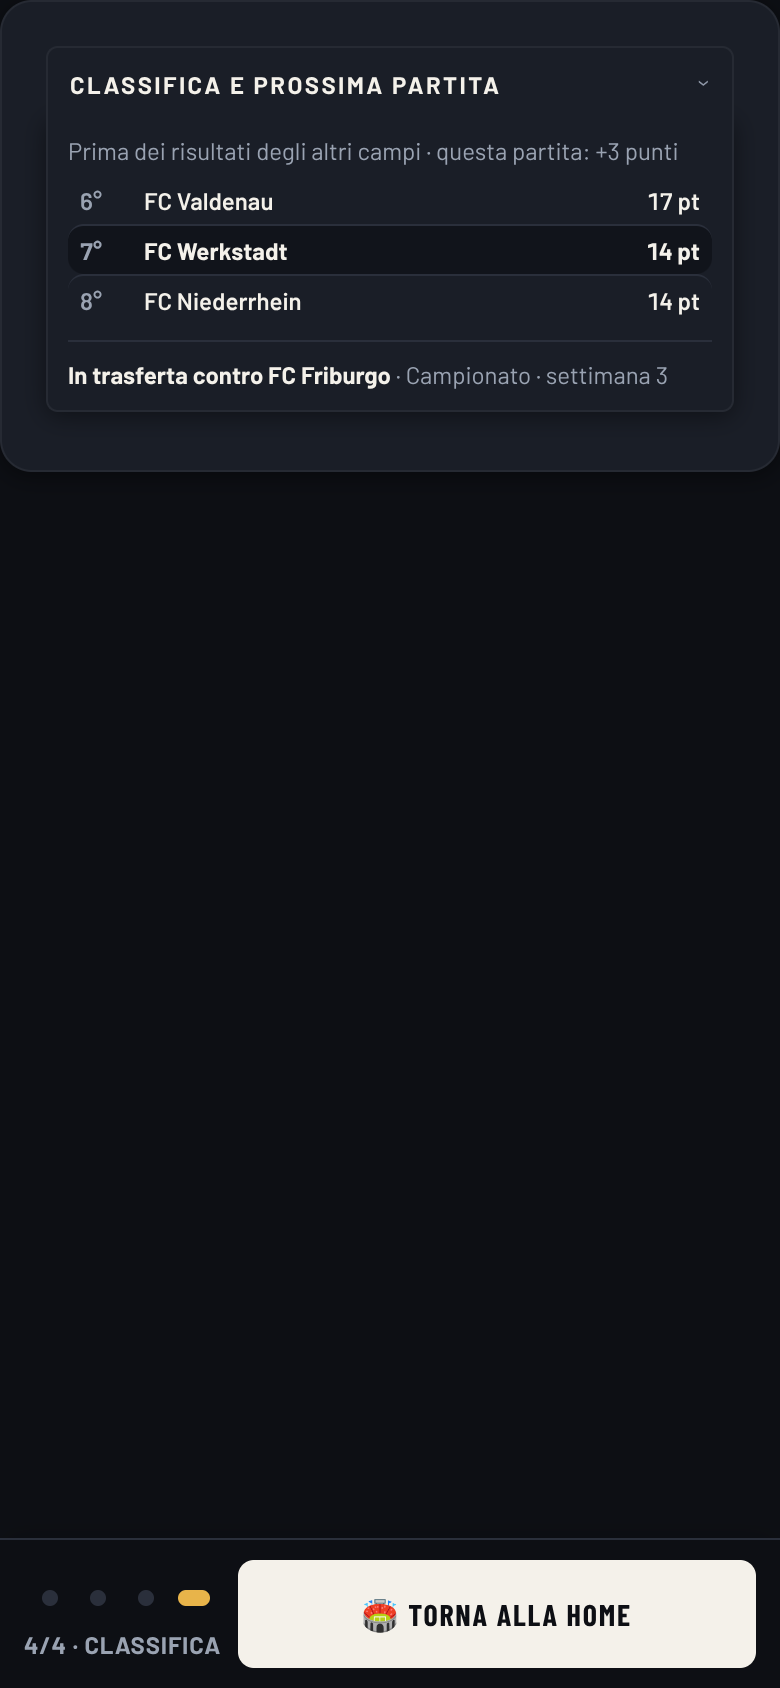 CLASSIFICA E PROSSIMA PARTITA
Prima dei risultati degli altri campi · questa partita: +3 punti
6° FC Valdenau 17 pt
7° FC Werkstadt 14 pt
8° FC Niederrhein 14 pt
In trasferta contro FC Friburgo · Campionato · settimana 3
4/4 · CLASSIFICA
TORNA ALLA HOME